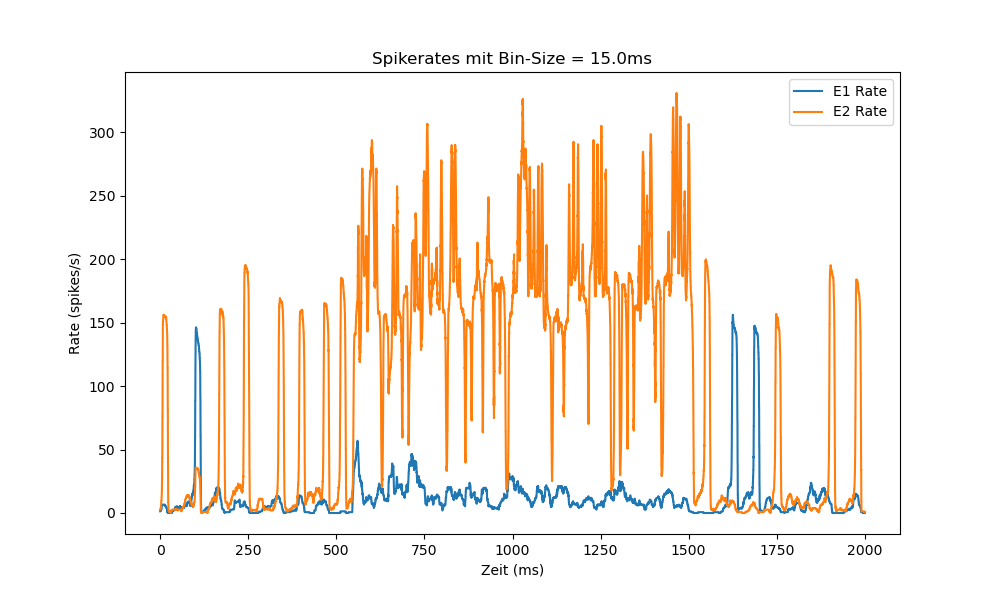 Spikerates mit Bin-Size = 15.0ms
E1 Rate
E2 Rate
Rate (spikes/s)
300
250
200
150
100
50
0
0 250 500 750 1000 1250 1500 1750 2000
Zeit (ms)